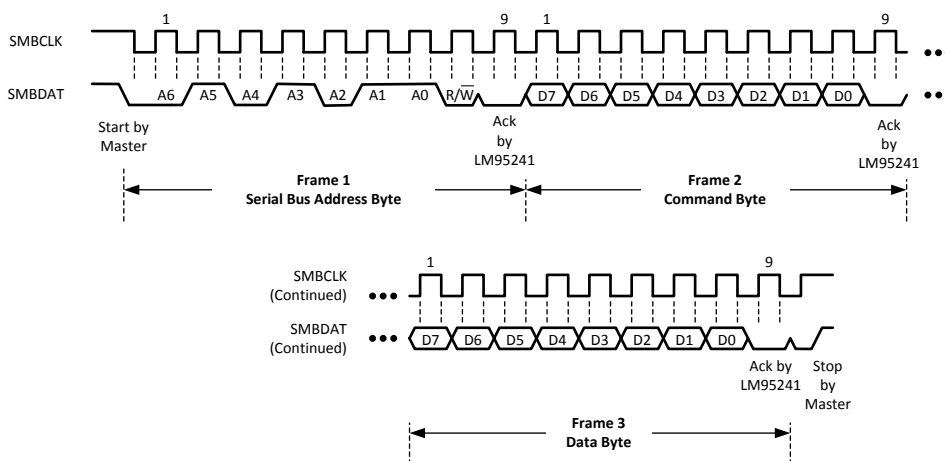 1 9 1 9
SMBCLK
SMBDAT
A6 A5 A4 A3 A2 A1 A0 R/W̅ D7 D6 D5 D4 D3 D2 D1 D0
Start by
Master
Ack
by
LM95241
Ack
by
LM95241
Frame 1
Serial Bus Address Byte
Frame 2
Command Byte
1 9
SMBCLK
(Continued)
SMBDAT
(Continued)
D7 D6 D5 D4 D3 D2 D1 D0
Ack by
LM95241
Stop
by
Master
Frame 3
Data Byte